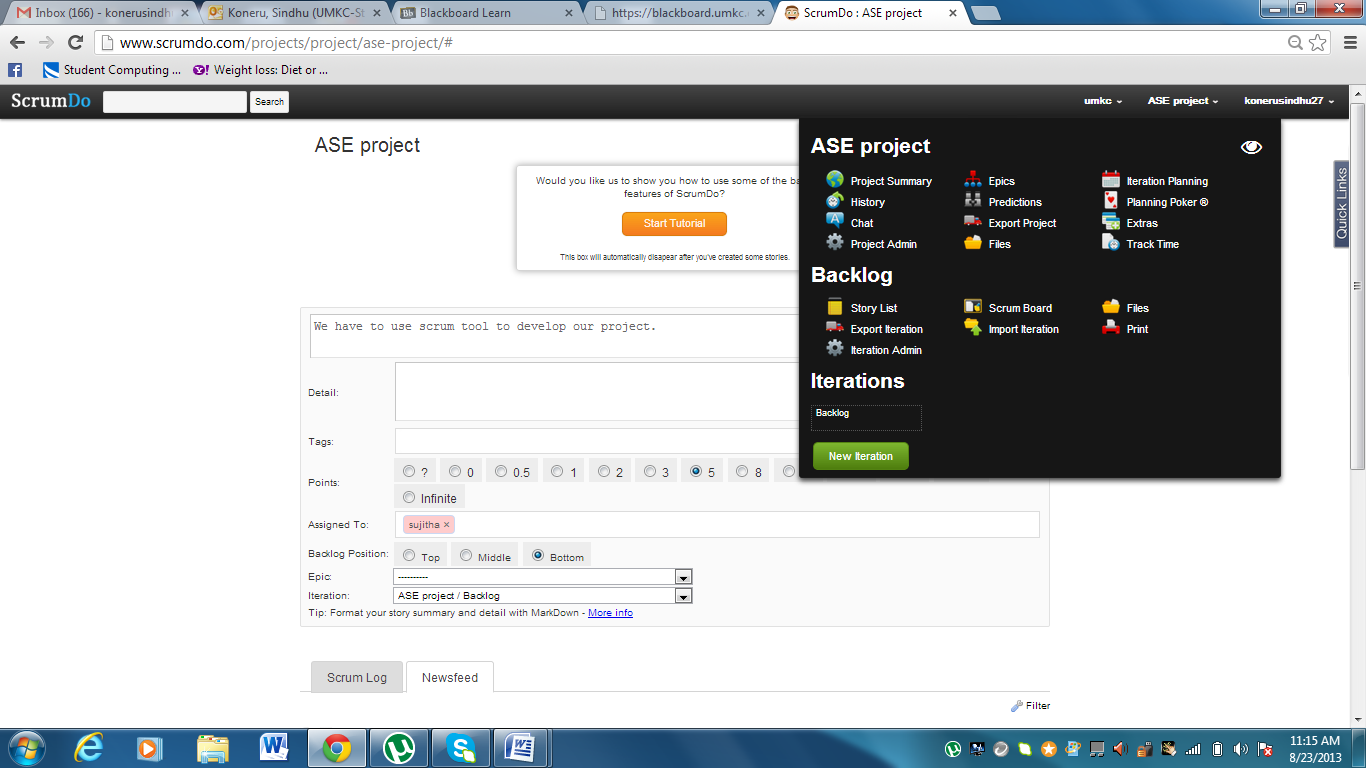 Inbox (166) - konerusindh
Koneru, Sindhu (UMKC-St
Blackboard Learn
https://blackboard.umkc.
ScrumDo : ASE project
www.scrumdo.com/projects/project/ase-project/#
Student Computing ...
Weight loss: Diet or ...
ScrumDo
Search
umkc
ASE project
konerusindhu27
ASE project
Would you like us to show you how to use some of the ba
features of ScrumDo?
Start Tutorial
This box will automatically disapear after you've created some stories.
ASE project
Project Summary
Epics
Iteration Planning
History
Predictions
Planning Poker ®
Chat
Export Project
Extras
Project Admin
Files
Track Time
Backlog
Story List
Scrum Board
Files
Export Iteration
Import Iteration
Print
Iteration Admin
Iterations
Backlog
New Iteration
Quick Links
We have to use scrum tool to develop our project.
Detail:
Tags:
Points:
? 0 0.5 1 2 3 5 8
Infinite
Assigned To:
sujitha ×
Backlog Position:
Top Middle Bottom
Epic:
----------
Iteration:
ASE project / Backlog
Tip: Format your story summary and detail with MarkDown - More info
Scrum Log
Newsfeed
Filter
11:15 AM
8/23/2013